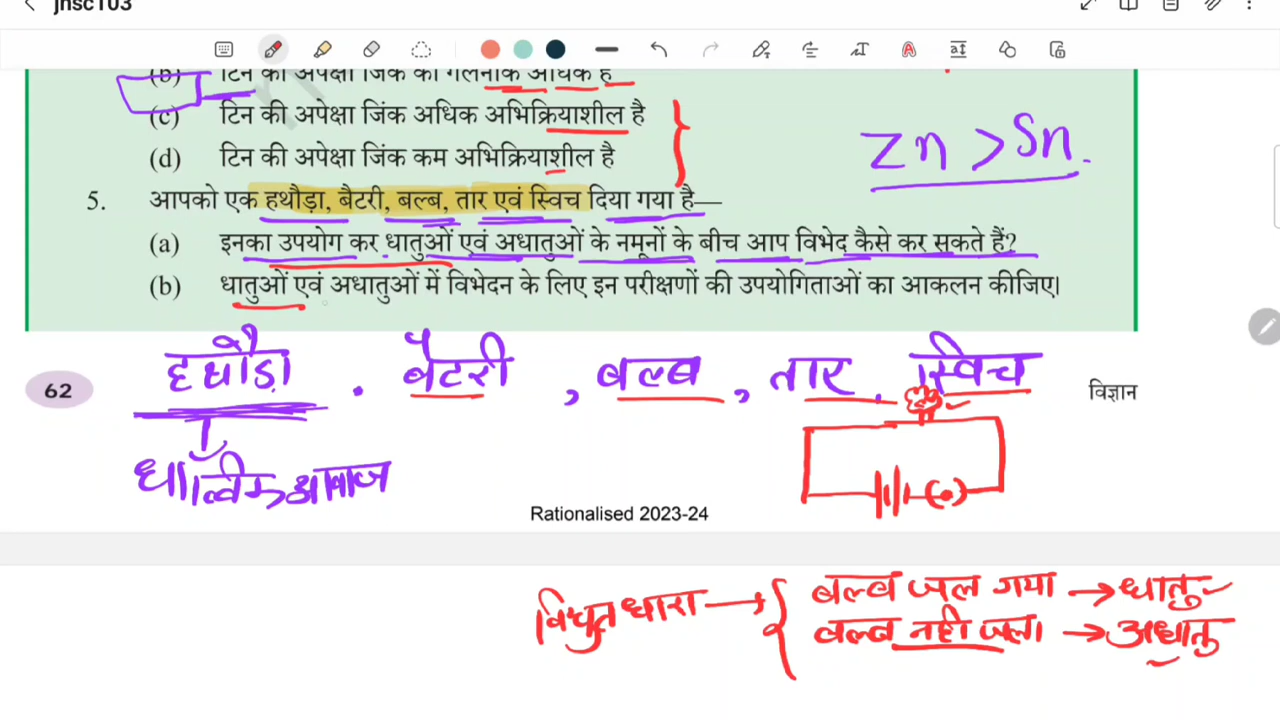 jhsc103
(b) टिन की अपेक्षा जिंक का गलनांक अधिक है
(c) टिन की अपेक्षा जिंक अधिक अभिक्रियाशील है
(d) टिन की अपेक्षा जिंक कम अभिक्रियाशील है
Zn > Sn.
5. आपको एक हथौड़ा, बैटरी, बल्ब, तार एवं स्विच दिया गया है—
(a) इनका उपयोग कर धातुओं एवं अधातुओं के नमूनों के बीच आप विभेद कैसे कर सकते हैं?
(b) धातुओं एवं अधातुओं में विभेदन के लिए इन परीक्षणों की उपयोगिताओं का आकलन कीजिए।
हथौड़ा . बैटरी , बल्ब , तार . स्विच
62 विज्ञान
धात्विक आवाज
Rationalised 2023-24
विधुत धारा → { बल्ब जल गया → धातु
बल्ब नही जला → अधातु